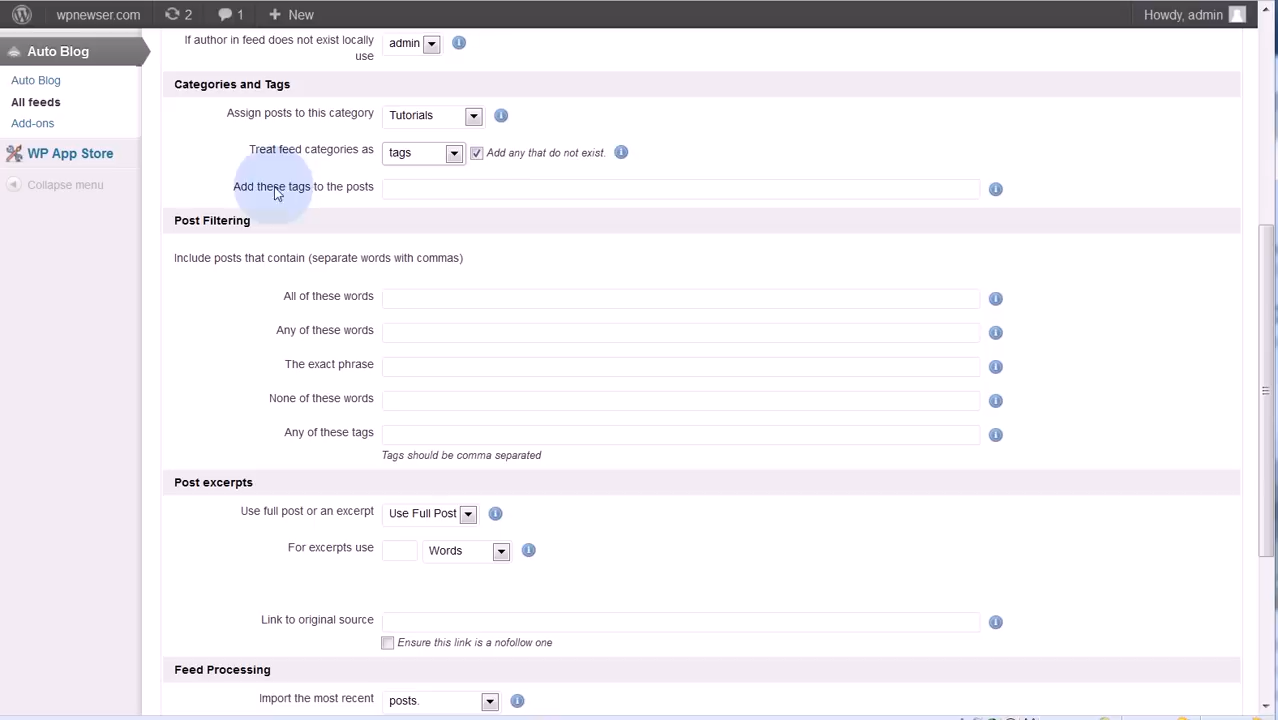 wpnewser.com 2 1 + New Howdy, admin
Auto Blog
Auto Blog
All feeds
Add-ons
WP App Store
Collapse menu
If author in feed does not exist locally
use
admin
Categories and Tags
Assign posts to this category Tutorials
Treat feed categories as tags Add any that do not exist.
Add these tags to the posts
Post Filtering
Include posts that contain (separate words with commas)
All of these words
Any of these words
The exact phrase
None of these words
Any of these tags
Tags should be comma separated
Post excerpts
Use full post or an excerpt Use Full Post
For excerpts use Words
Link to original source
Ensure this link is a nofollow one
Feed Processing
Import the most recent posts.